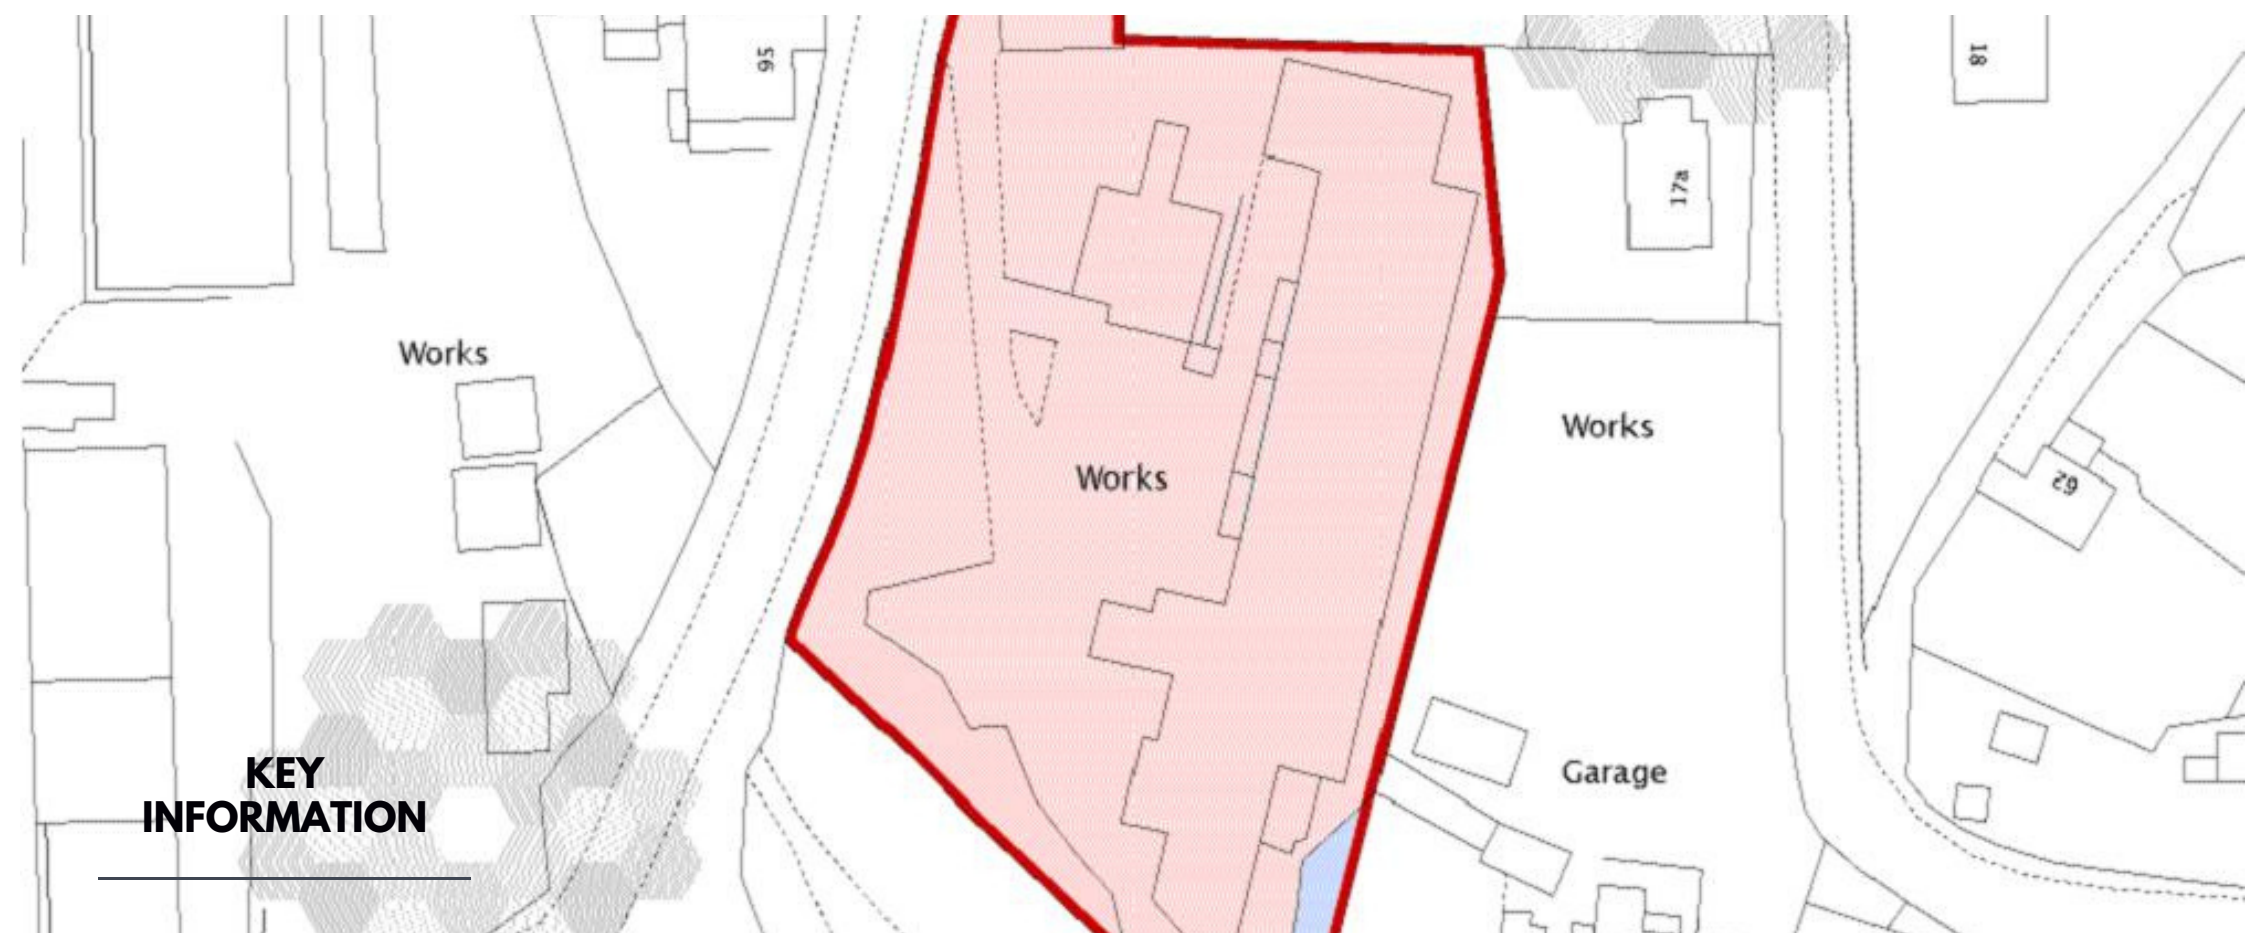 95
18
17a
Works
Works
Works
62
Garage
KEY
INFORMATION